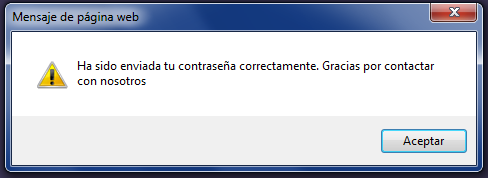 Mensaje de página web
Ha sido enviada tu contraseña correctamente. Gracias por contactar
con nosotros
Aceptar